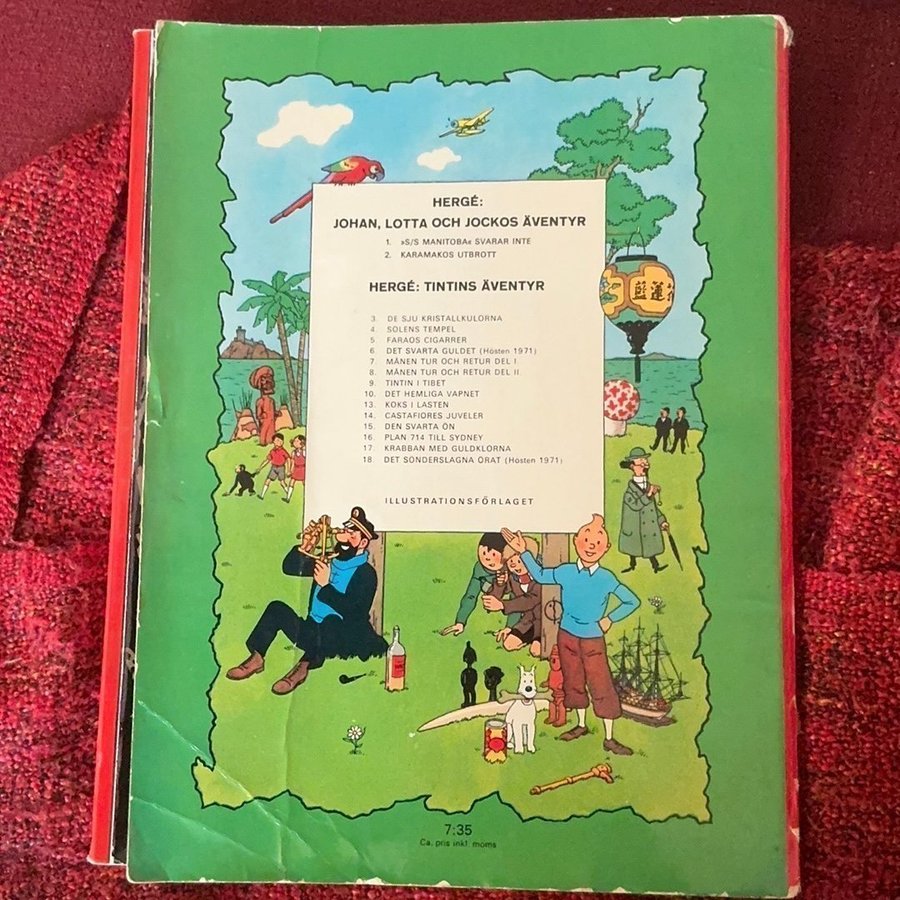 HERGÉ:
JOHAN, LOTTA OCH JOCKOS ÄVENTYR
1. »S/S MANITOBA« SVARAR INTE
2. KARAMAKOS UTBROTT
HERGÉ: TINTINS ÄVENTYR
3. DE SJU KRISTALLKULORNA
4. SOLENS TEMPEL
5. FARAOS CIGARRER
6. DET SVARTA GULDET (Hösten 1971)
7. MÅNEN TUR OCH RETUR DEL I
8. MÅNEN TUR OCH RETUR DEL II
9. TINTIN I TIBET
10. DET HEMLIGA VAPNET
13. KOKS I LASTEN
14. CASTAFIORES JUVELER
15. DEN SVARTA ÖN
16. PLAN 714 TILL SYDNEY
17. KRABBAN MED GULDKLORNA
18. DET SÖNDERSLAGNA ÖRAT (Hösten 1971)
ILLUSTRATIONSFÖRLAGET
藍蓮
7:35
Ca. pris inkl. moms